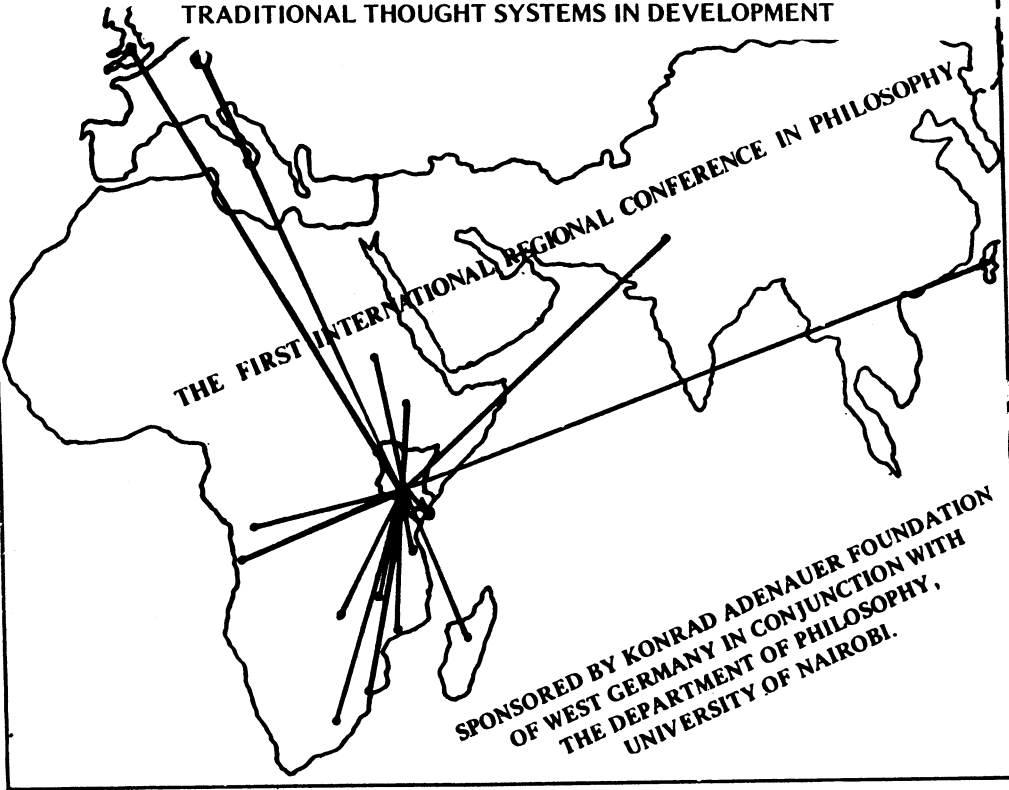 TRADITIONAL THOUGHT SYSTEMS IN DEVELOPMENT
THE FIRST INTERNATIONAL REGIONAL CONFERENCE IN PHILOSOPHY
SPONSORED BY KONRAD ADENAUER FOUNDATION
OF WEST GERMANY IN CONJUNCTION WITH
THE DEPARTMENT OF PHILOSOPHY,
UNIVERSITY OF NAIROBI.